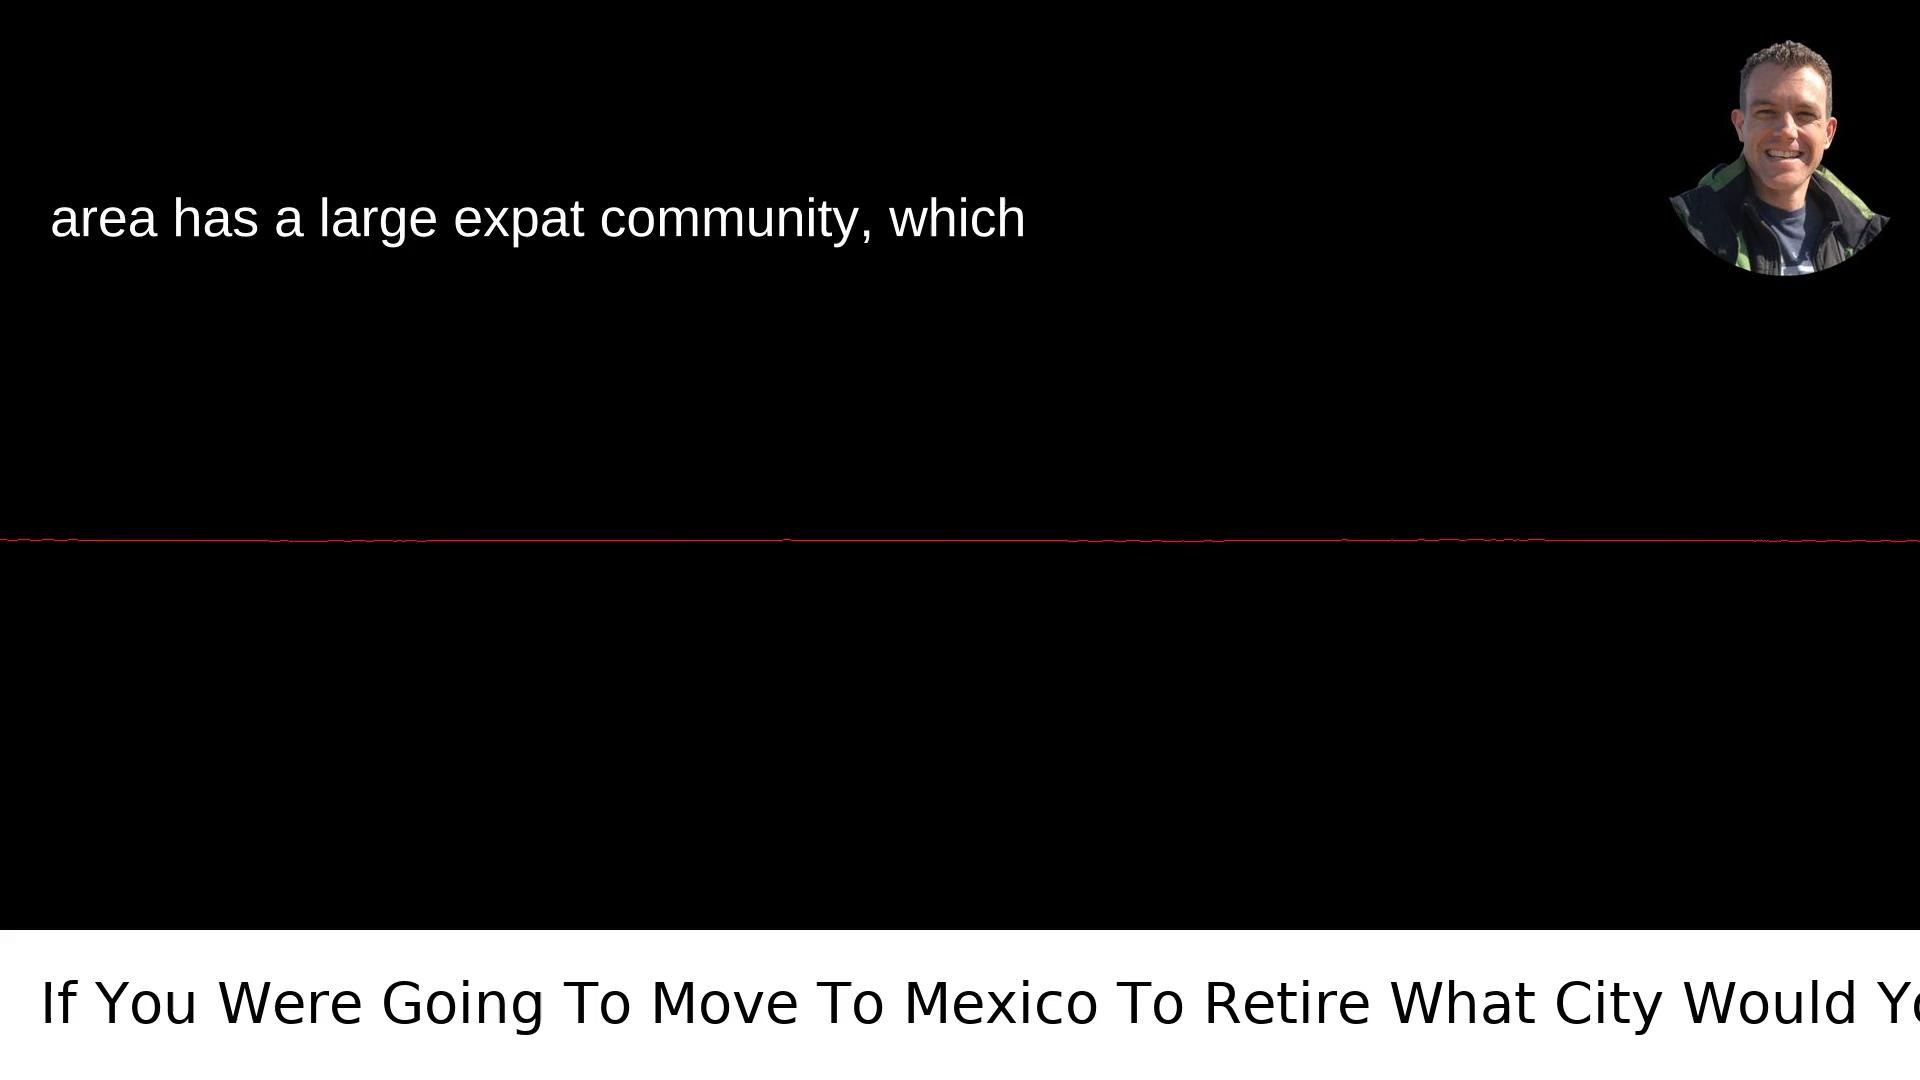 area has a large expat community, which
If You Were Going To Move To Mexico To Retire What City Would